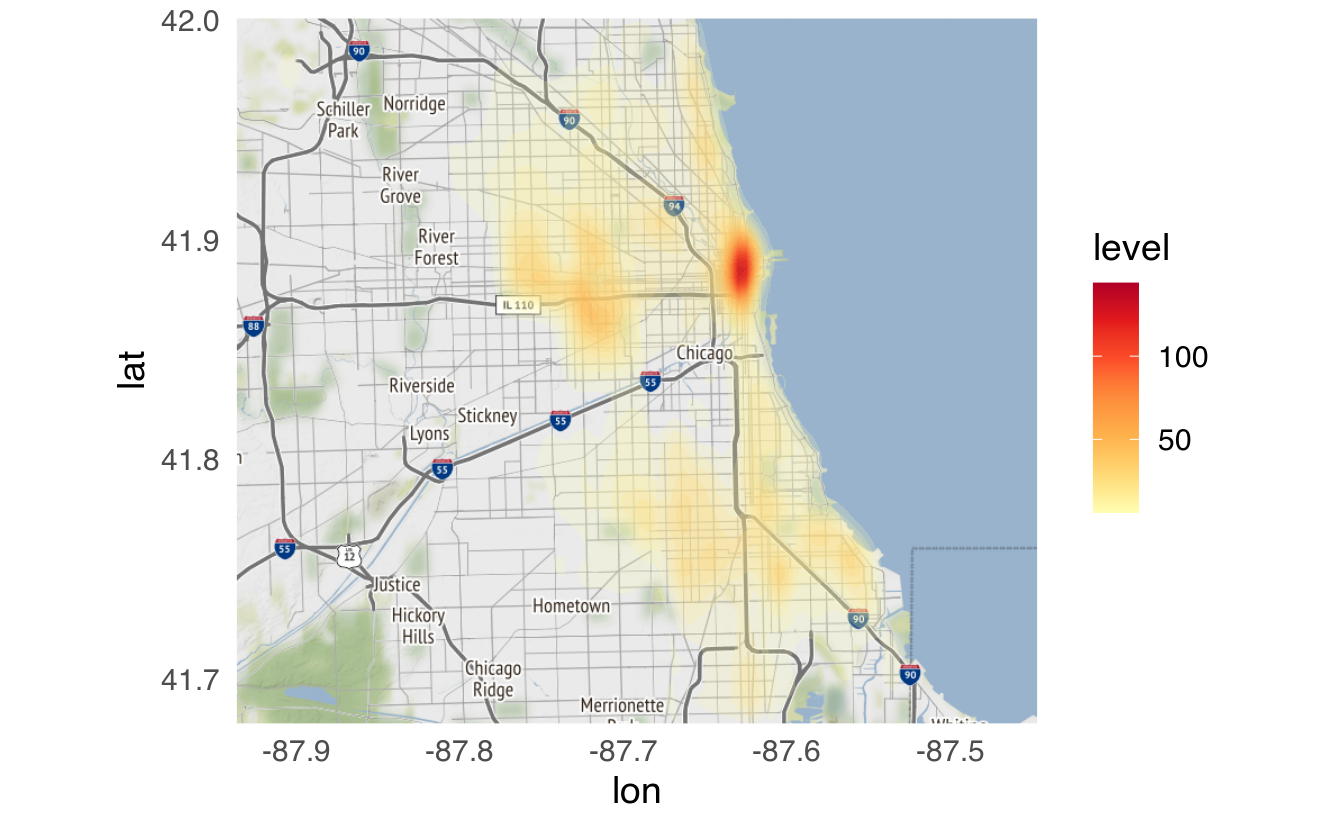 42.0
41.9
41.8
41.7
lat
90
Schiller
Park
Norridge
90
River
Grove
94
River
Forest
IL 110
88
Chicago
55
Riverside
Stickney
55
Lyons
55
55
US
12
Justice
Hometown
Hickory
Hills
90
Chicago
Ridge
90
Merrionette
-87.9
-87.8
-87.7
-87.6
-87.5
lon
level
100
50